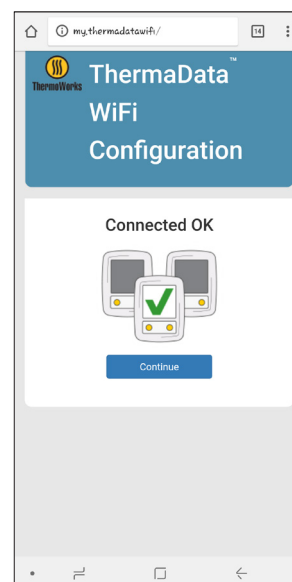 my.thermadatawifi/
14
ThermoWorks
ThermaData™
WiFi
Configuration
Connected OK
Continue